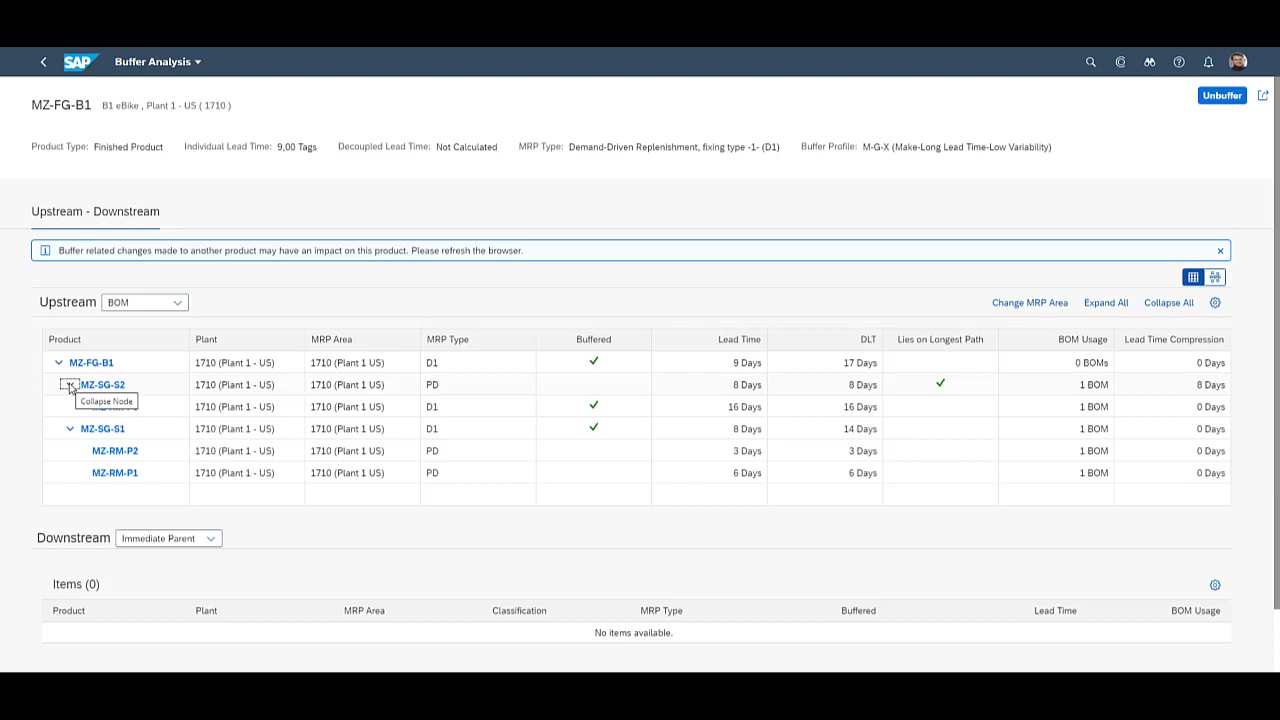 SAP Buffer Analysis
MZ-FG-B1 B1 eBike , Plant 1 - US ( 1710 ) Unbuffer
Product Type: Finished Product Individual Lead Time: 9,00 Tags Decoupled Lead Time: Not Calculated MRP Type: Demand-Driven Replenishment, fixing type -1- (D1) Buffer Profile: M-G-X (Make-Long Lead Time-Low Variability)
Upstream - Downstream
Buffer related changes made to another product may have an impact on this product. Please refresh the browser.
Upstream BOM Change MRP Area Expand All Collapse All
Product Plant MRP Area MRP Type Buffered Lead Time DLT Lies on Longest Path BOM Usage Lead Time Compression
MZ-FG-B1 1710 (Plant 1 - US) 1710 (Plant 1 US) D1 9 Days 17 Days 0 BOMs 0 Days
MZ-SG-S2 1710 (Plant 1 - US) 1710 (Plant 1 US) PD 8 Days 8 Days 1 BOM 8 Days
Collapse Node
1710 (Plant 1 - US) 1710 (Plant 1 US) D1 16 Days 16 Days 1 BOM 0 Days
MZ-SG-S1 1710 (Plant 1 - US) 1710 (Plant 1 US) D1 8 Days 14 Days 1 BOM 0 Days
MZ-RM-P2 1710 (Plant 1 - US) 1710 (Plant 1 US) PD 3 Days 3 Days 1 BOM 0 Days
MZ-RM-P1 1710 (Plant 1 - US) 1710 (Plant 1 US) PD 6 Days 6 Days 1 BOM 0 Days
Downstream Immediate Parent
Items (0)
Product Plant MRP Area Classification MRP Type Buffered Lead Time BOM Usage
No items available.